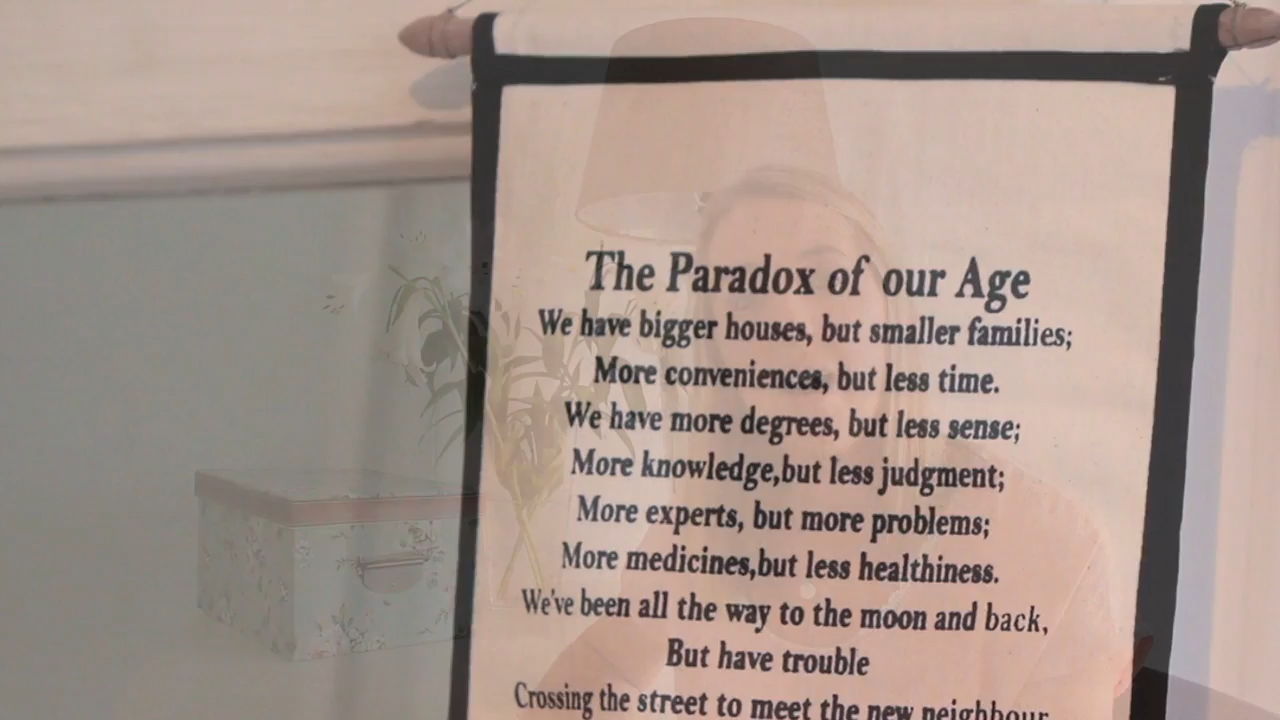 The Paradox of our Age
We have bigger houses, but smaller families;
More conveniences, but less time.
We have more degrees, but less sense;
More knowledge,but less judgment;
More experts, but more problems;
More medicines,but less healthiness.
We've been all the way to the moon and back,
But have trouble
Crossing the street to meet the new neighbour.